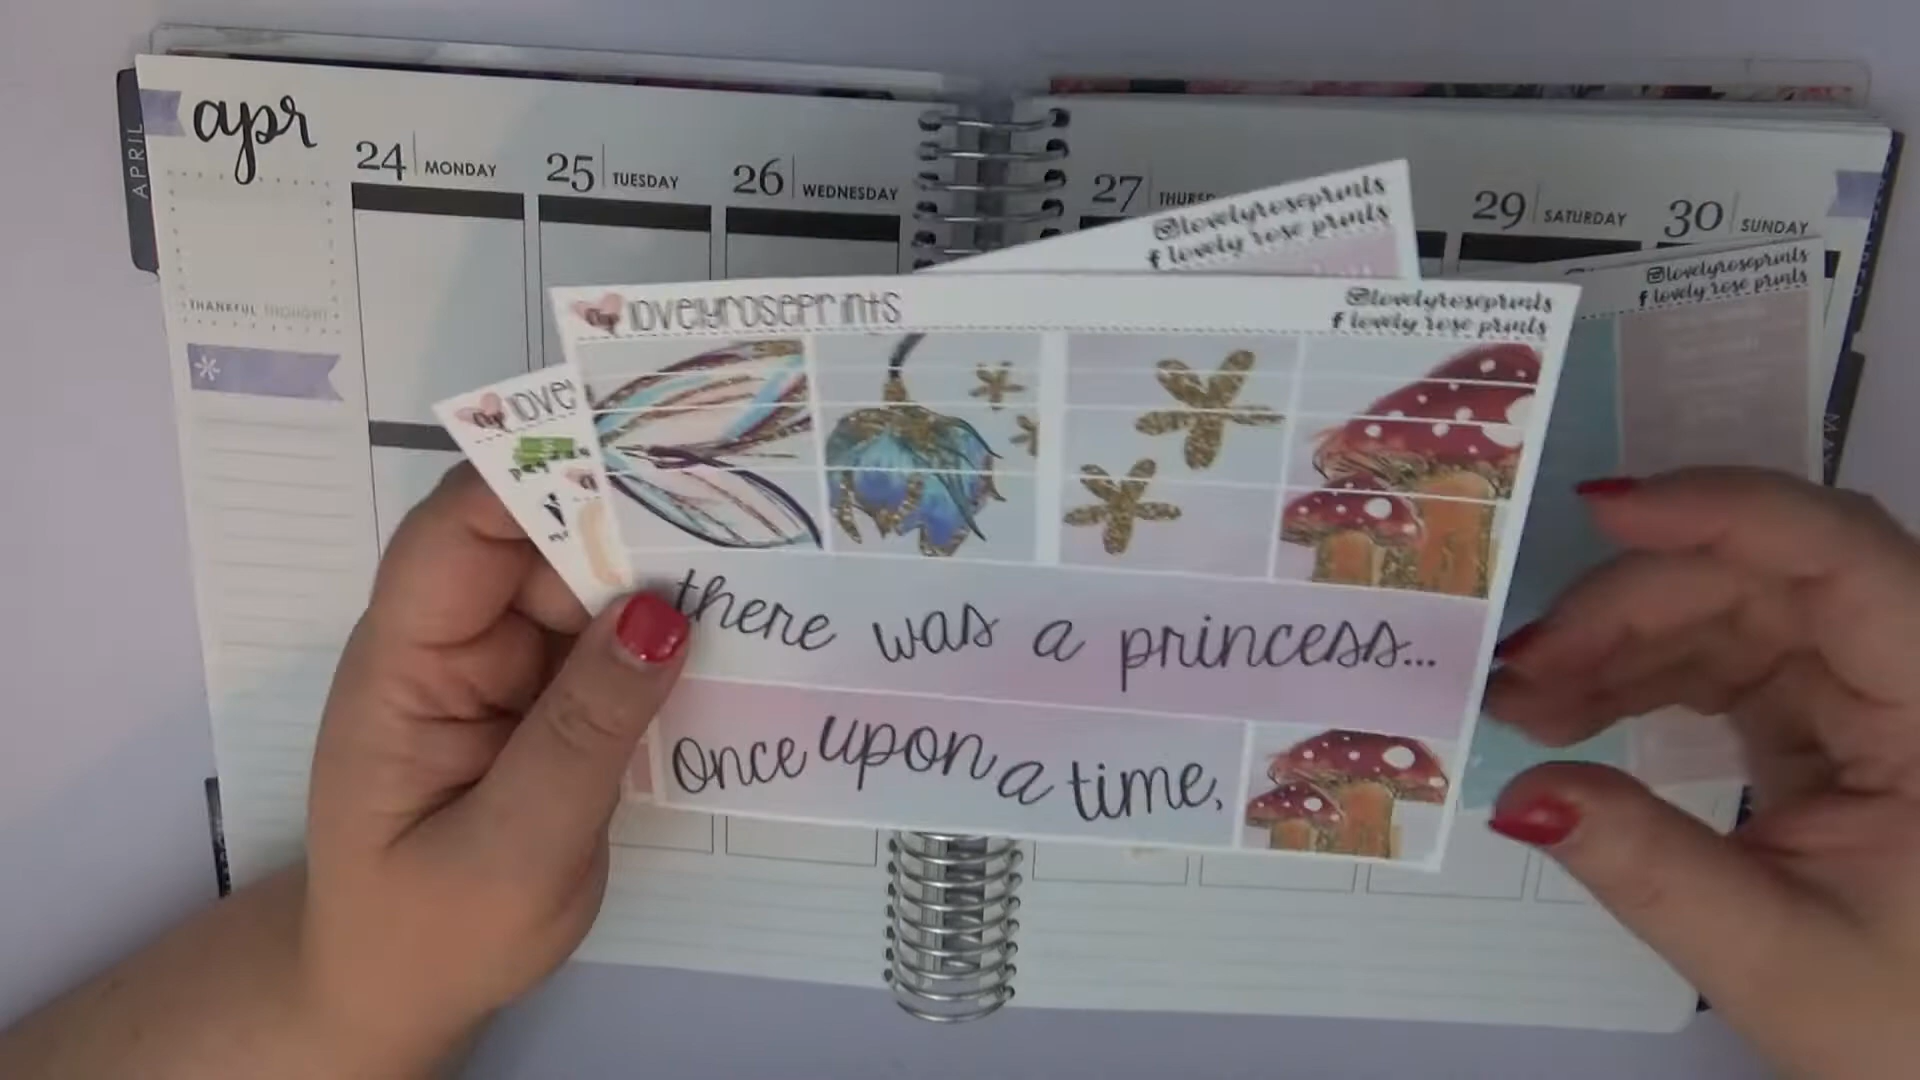 apr
APRIL
24 MONDAY
25 TUESDAY
26 WEDNESDAY
27
29 SATURDAY
30 SUNDAY
@lovelyroseprints
f lovely rose prints
@lovelyroseprints
f lovely rose prints
THANKFUL THOUGHT
lovelyroseprints
@lovelyroseprints
f lovely rose prints
love
there was a princess...
Once upon a time,